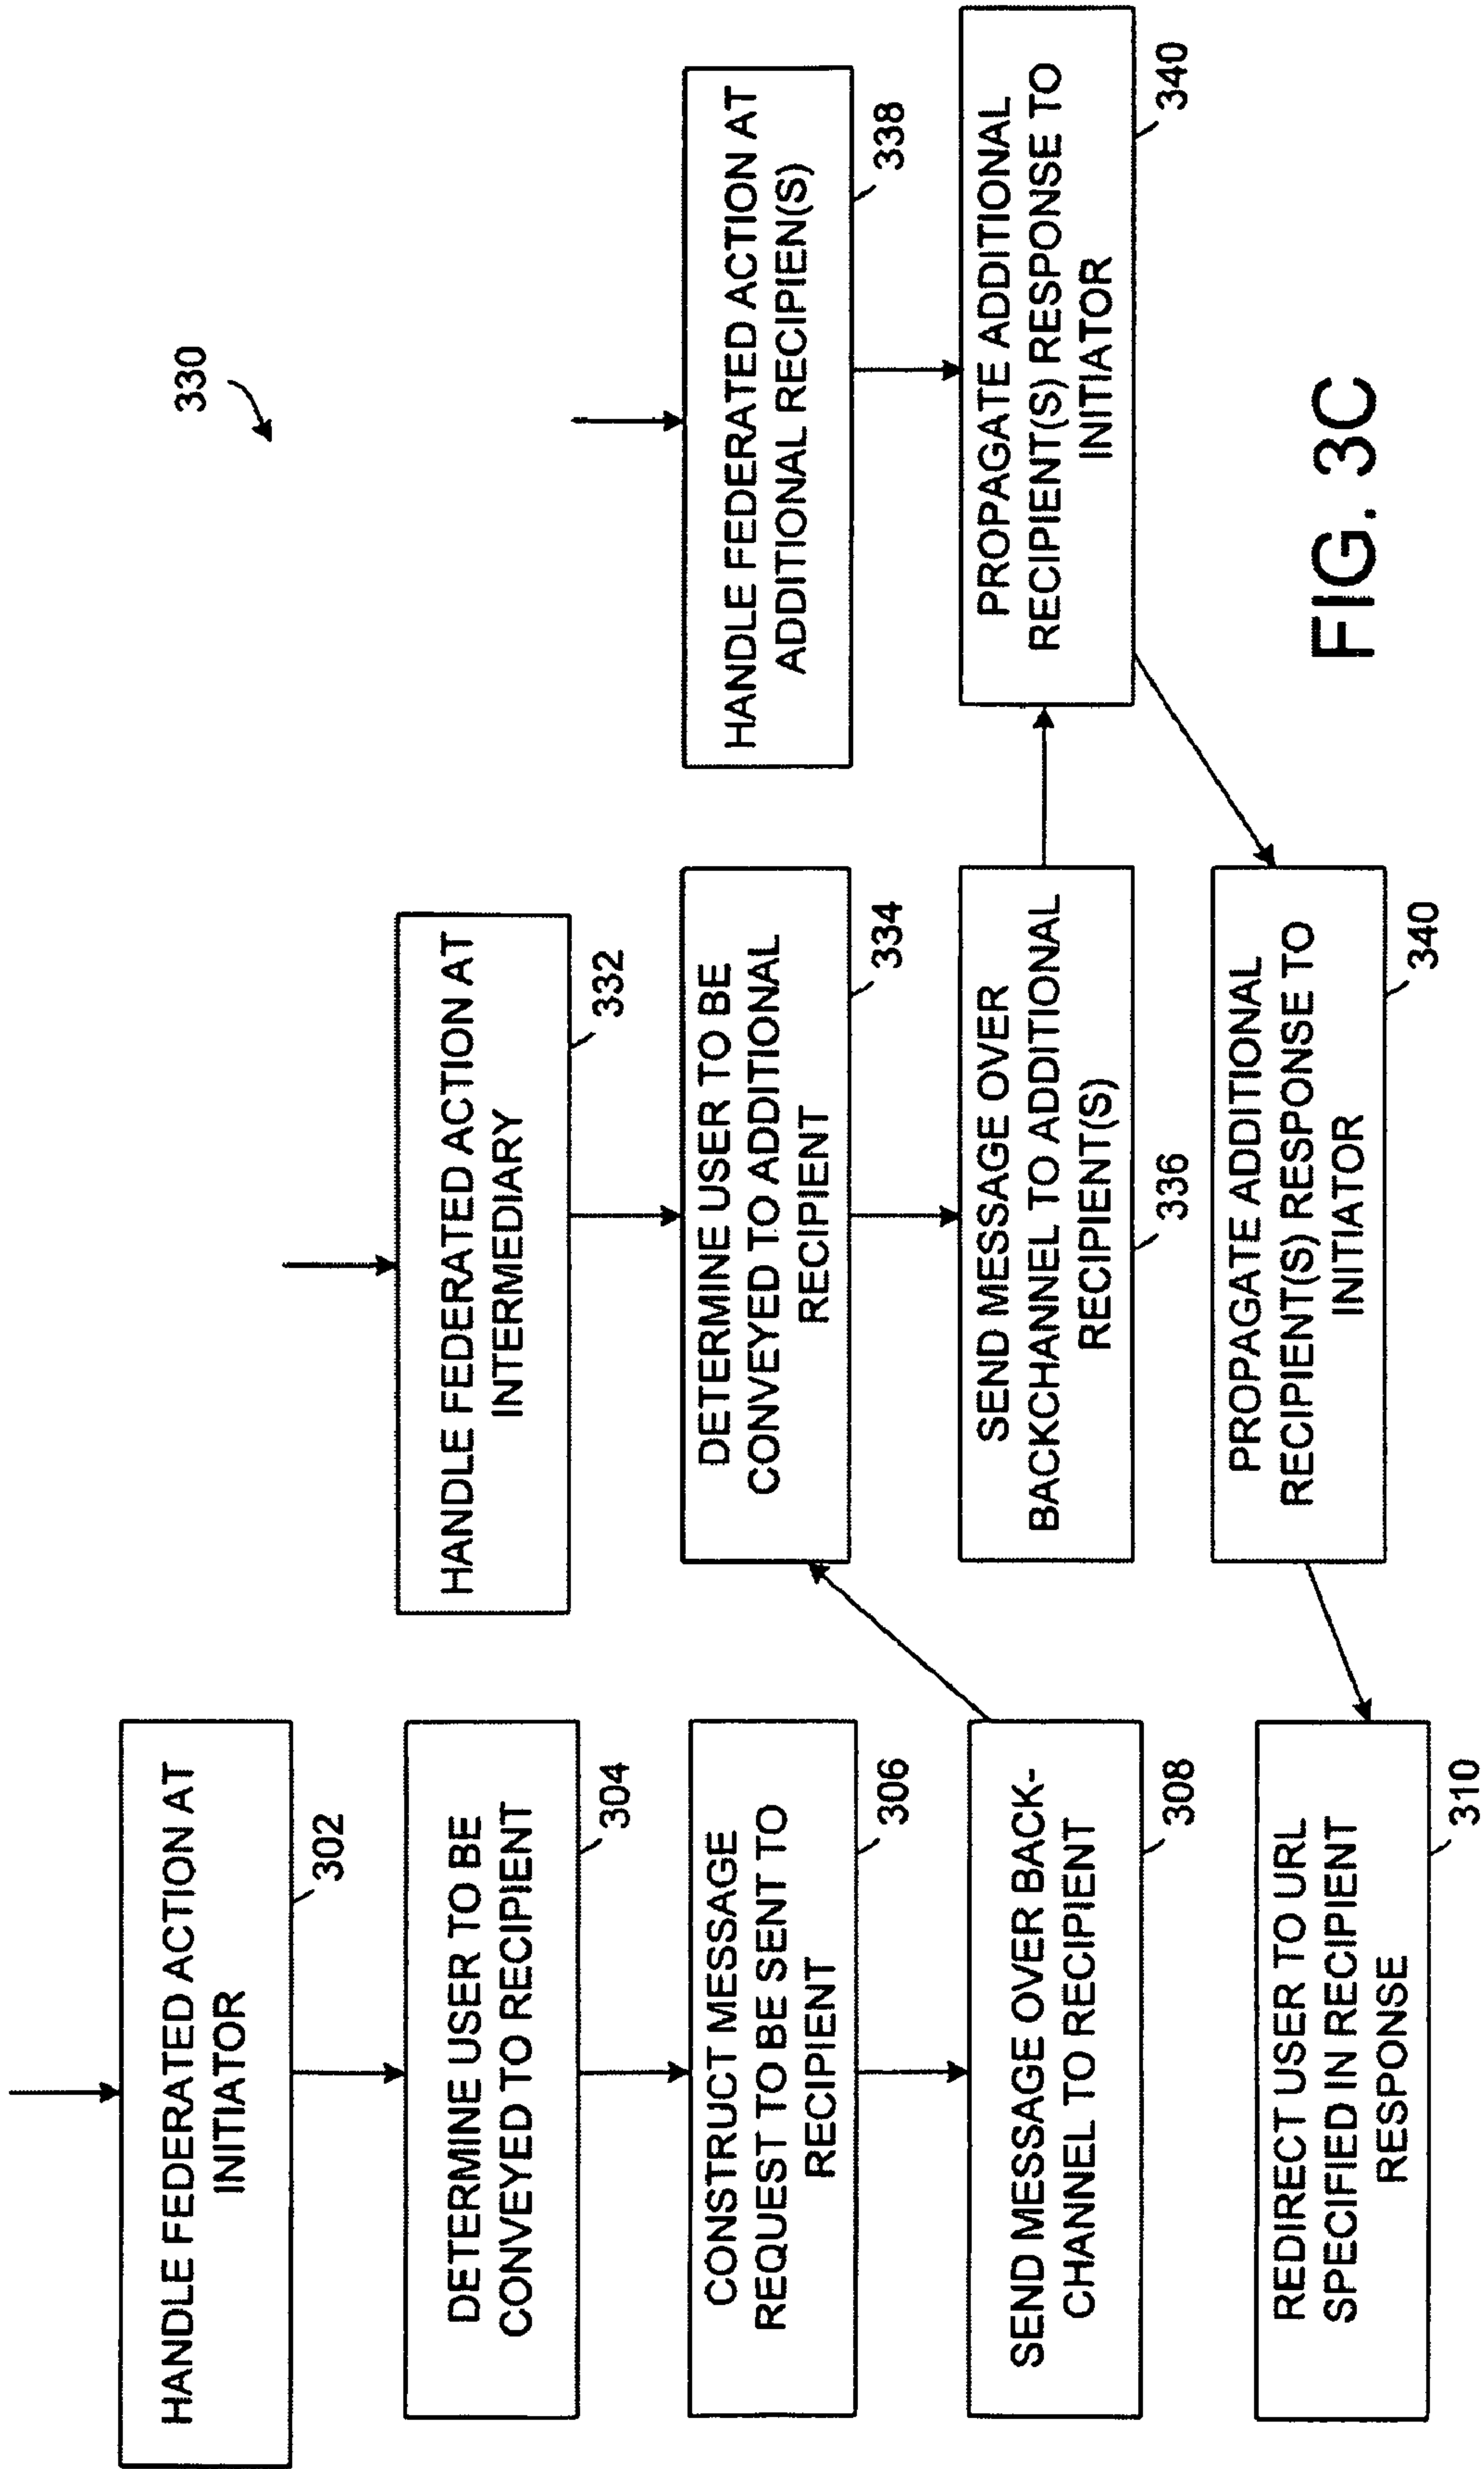 330
HANDLE FEDERATED ACTION AT
INITIATOR
302
DETERMINE USER TO BE
CONVEYED TO RECIPIENT
304
CONSTRUCT MESSAGE
REQUEST TO BE SENT TO
RECIPIENT
306
SEND MESSAGE OVER BACK-
CHANNEL TO RECIPIENT
308
REDIRECT USER TO URL
SPECIFIED IN RECIPIENT
RESPONSE
310
HANDLE FEDERATED ACTION AT
INTERMEDIARY
332
DETERMINE USER TO BE
CONVEYED TO ADDITIONAL
RECIPIENT
334
SEND MESSAGE OVER
BACKCHANNEL TO ADDITIONAL
RECIPIENT(S)
336
PROPAGATE ADDITIONAL
RECIPIENT(S) RESPONSE TO
INITIATOR
340
HANDLE FEDERATED ACTION AT
ADDITIONAL RECIPIEN(S)
338
PROPAGATE ADDITIONAL
RECIPIENT(S) RESPONSE TO
INITIATOR
340
FIG. 3C